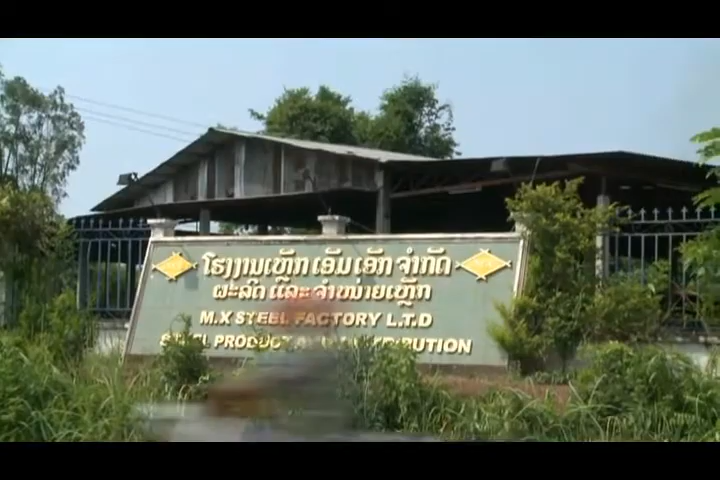 ໂຮງງານເຫຼັກ ເອັມ ເອັກ ຈຳກັດ
ຜະລິດ ແລະ ຈຳໜ່າຍເຫຼັກ
M.X STEEL FACTORY L.T.D
STEEL PRODUCT DISTRIBUTION